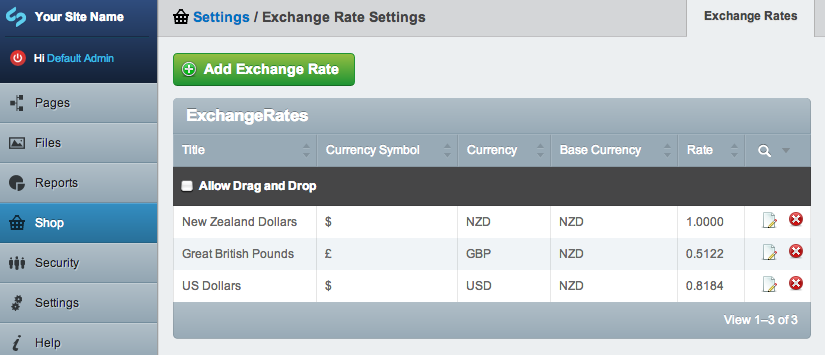 Your Site Name
Settings / Exchange Rate Settings
Exchange Rates
Hi Default Admin
Pages
Files
Reports
Shop
Security
Settings
Help
Add Exchange Rate
ExchangeRates
Title Currency Symbol Currency Base Currency Rate
Allow Drag and Drop
New Zealand Dollars $ NZD NZD 1.0000
Great British Pounds £ GBP NZD 0.5122
US Dollars $ USD NZD 0.8184
View 1–3 of 3